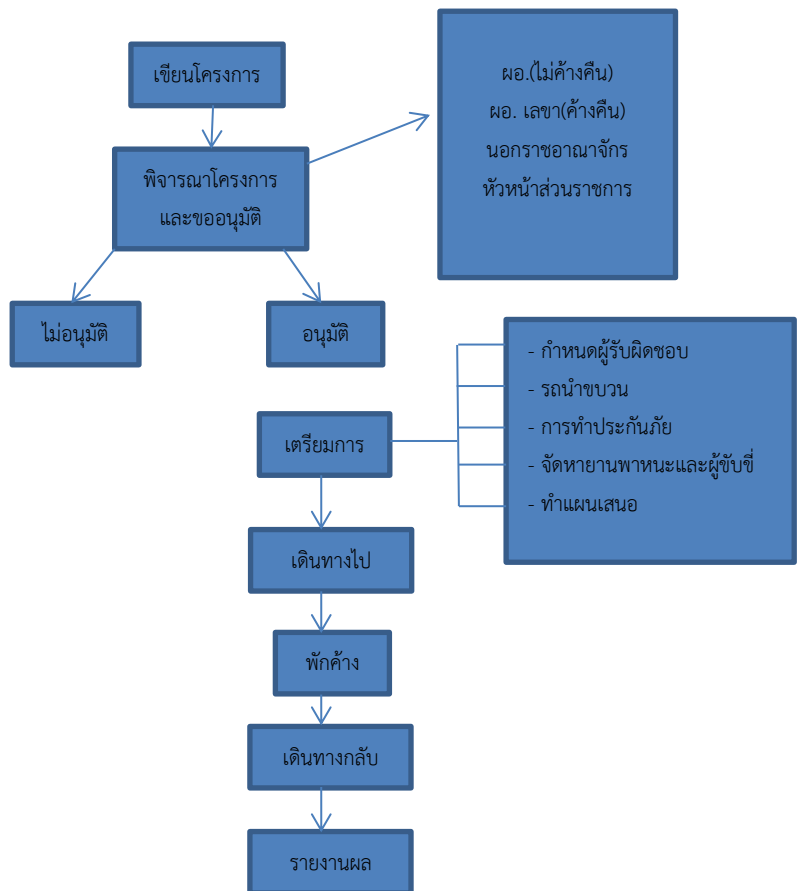 เขียนโครงการ
ผอ.(ไม่ค้างคืน)
ผอ. เลขา(ค้างคืน)
นอกราชอาณาจักร
หัวหน้าส่วนราชการ
พิจารณาโครงการ
และขออนุมัติ
ไม่อนุมัติ
อนุมัติ
- กำหนดผู้รับผิดชอบ
- รถนำขบวน
- การทำประกันภัย
- จัดหายานพาหนะและผู้ขับขี่
- ทำแผนเสนอ
เตรียมการ
เดินทางไป
พักค้าง
เดินทางกลับ
รายงานผล